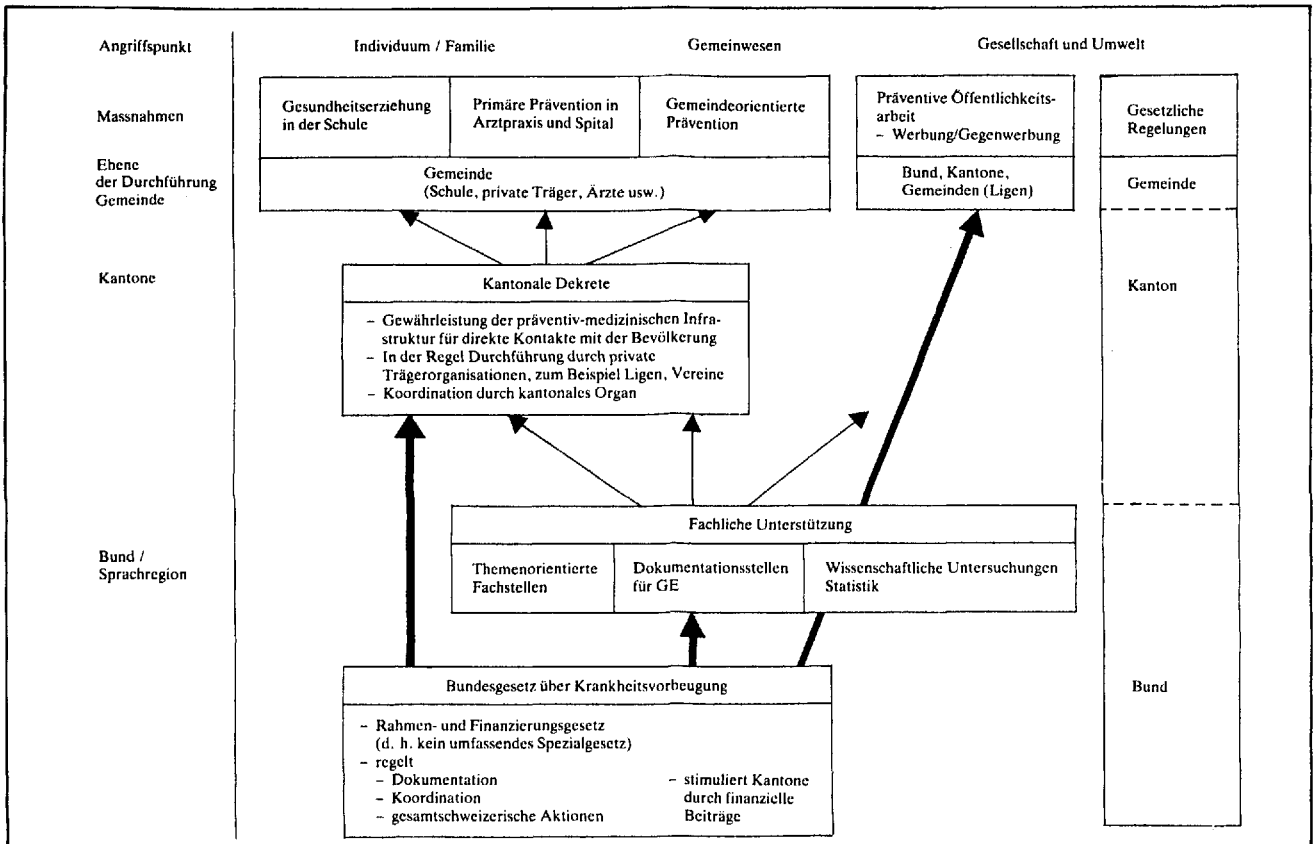 Angriffspunkt
Individuum / Familie
Gemeinwesen
Gesellschaft und Umwelt
Massnahmen
Gesundheitserziehung
in der Schule
Primäre Prävention in
Arztpraxis und Spital
Gemeindeorientierte
Prävention
Präventive Öffentlichkeits-
arbeit
– Werbung/Gegenwerbung
Gesetzliche
Regelungen
Ebene
der Durchführung
Gemeinde
Gemeinde
(Schule, private Träger, Ärzte usw.)
Bund, Kantone,
Gemeinden (Ligen)
Gemeinde
Kantone
Kantonale Dekrete
– Gewährleistung der präventiv-medizinischen Infra-
struktur für direkte Kontakte mit der Bevölkerung
– In der Regel Durchführung durch private
Trägerorganisationen, zum Beispiel Ligen, Vereine
– Koordination durch kantonales Organ
Kanton
Bund /
Sprachregion
Fachliche Unterstützung
Themenorientierte
Fachstellen
Dokumentationsstellen
für GE
Wissenschaftliche Untersuchungen
Statistik
Bundesgesetz über Krankheitsvorbeugung
– Rahmen- und Finanzierungsgesetz
(d. h. kein umfassendes Spezialgesetz)
– regelt
– Dokumentation
– Koordination
– gesamtschweizerische Aktionen
– stimuliert Kantone
durch finanzielle
Beiträge
Bund